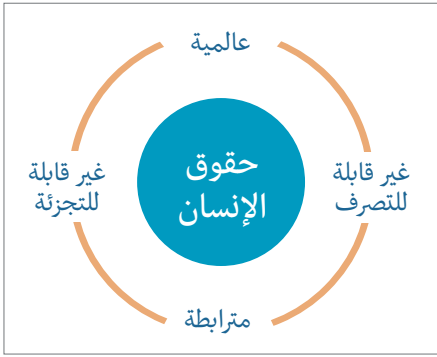 عالمية
حقوق
الإنسان
غير قابلة
للتصرف
غير قابلة
للتجزئة
مترابطة